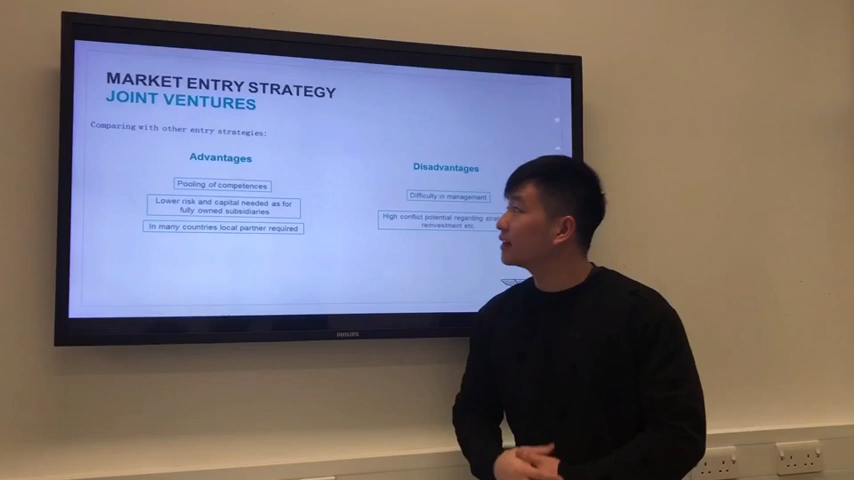 MARKET ENTRY STRATEGY
JOINT VENTURES
Comparing with other entry strategies:
Advantages
Pooling of competences
Lower risk and capital needed as for
fully owned subsidiaries
In many countries local partner required
Disadvantages
Difficulty in management
High conflict potential regarding
reinvestment etc.
PHILIPS